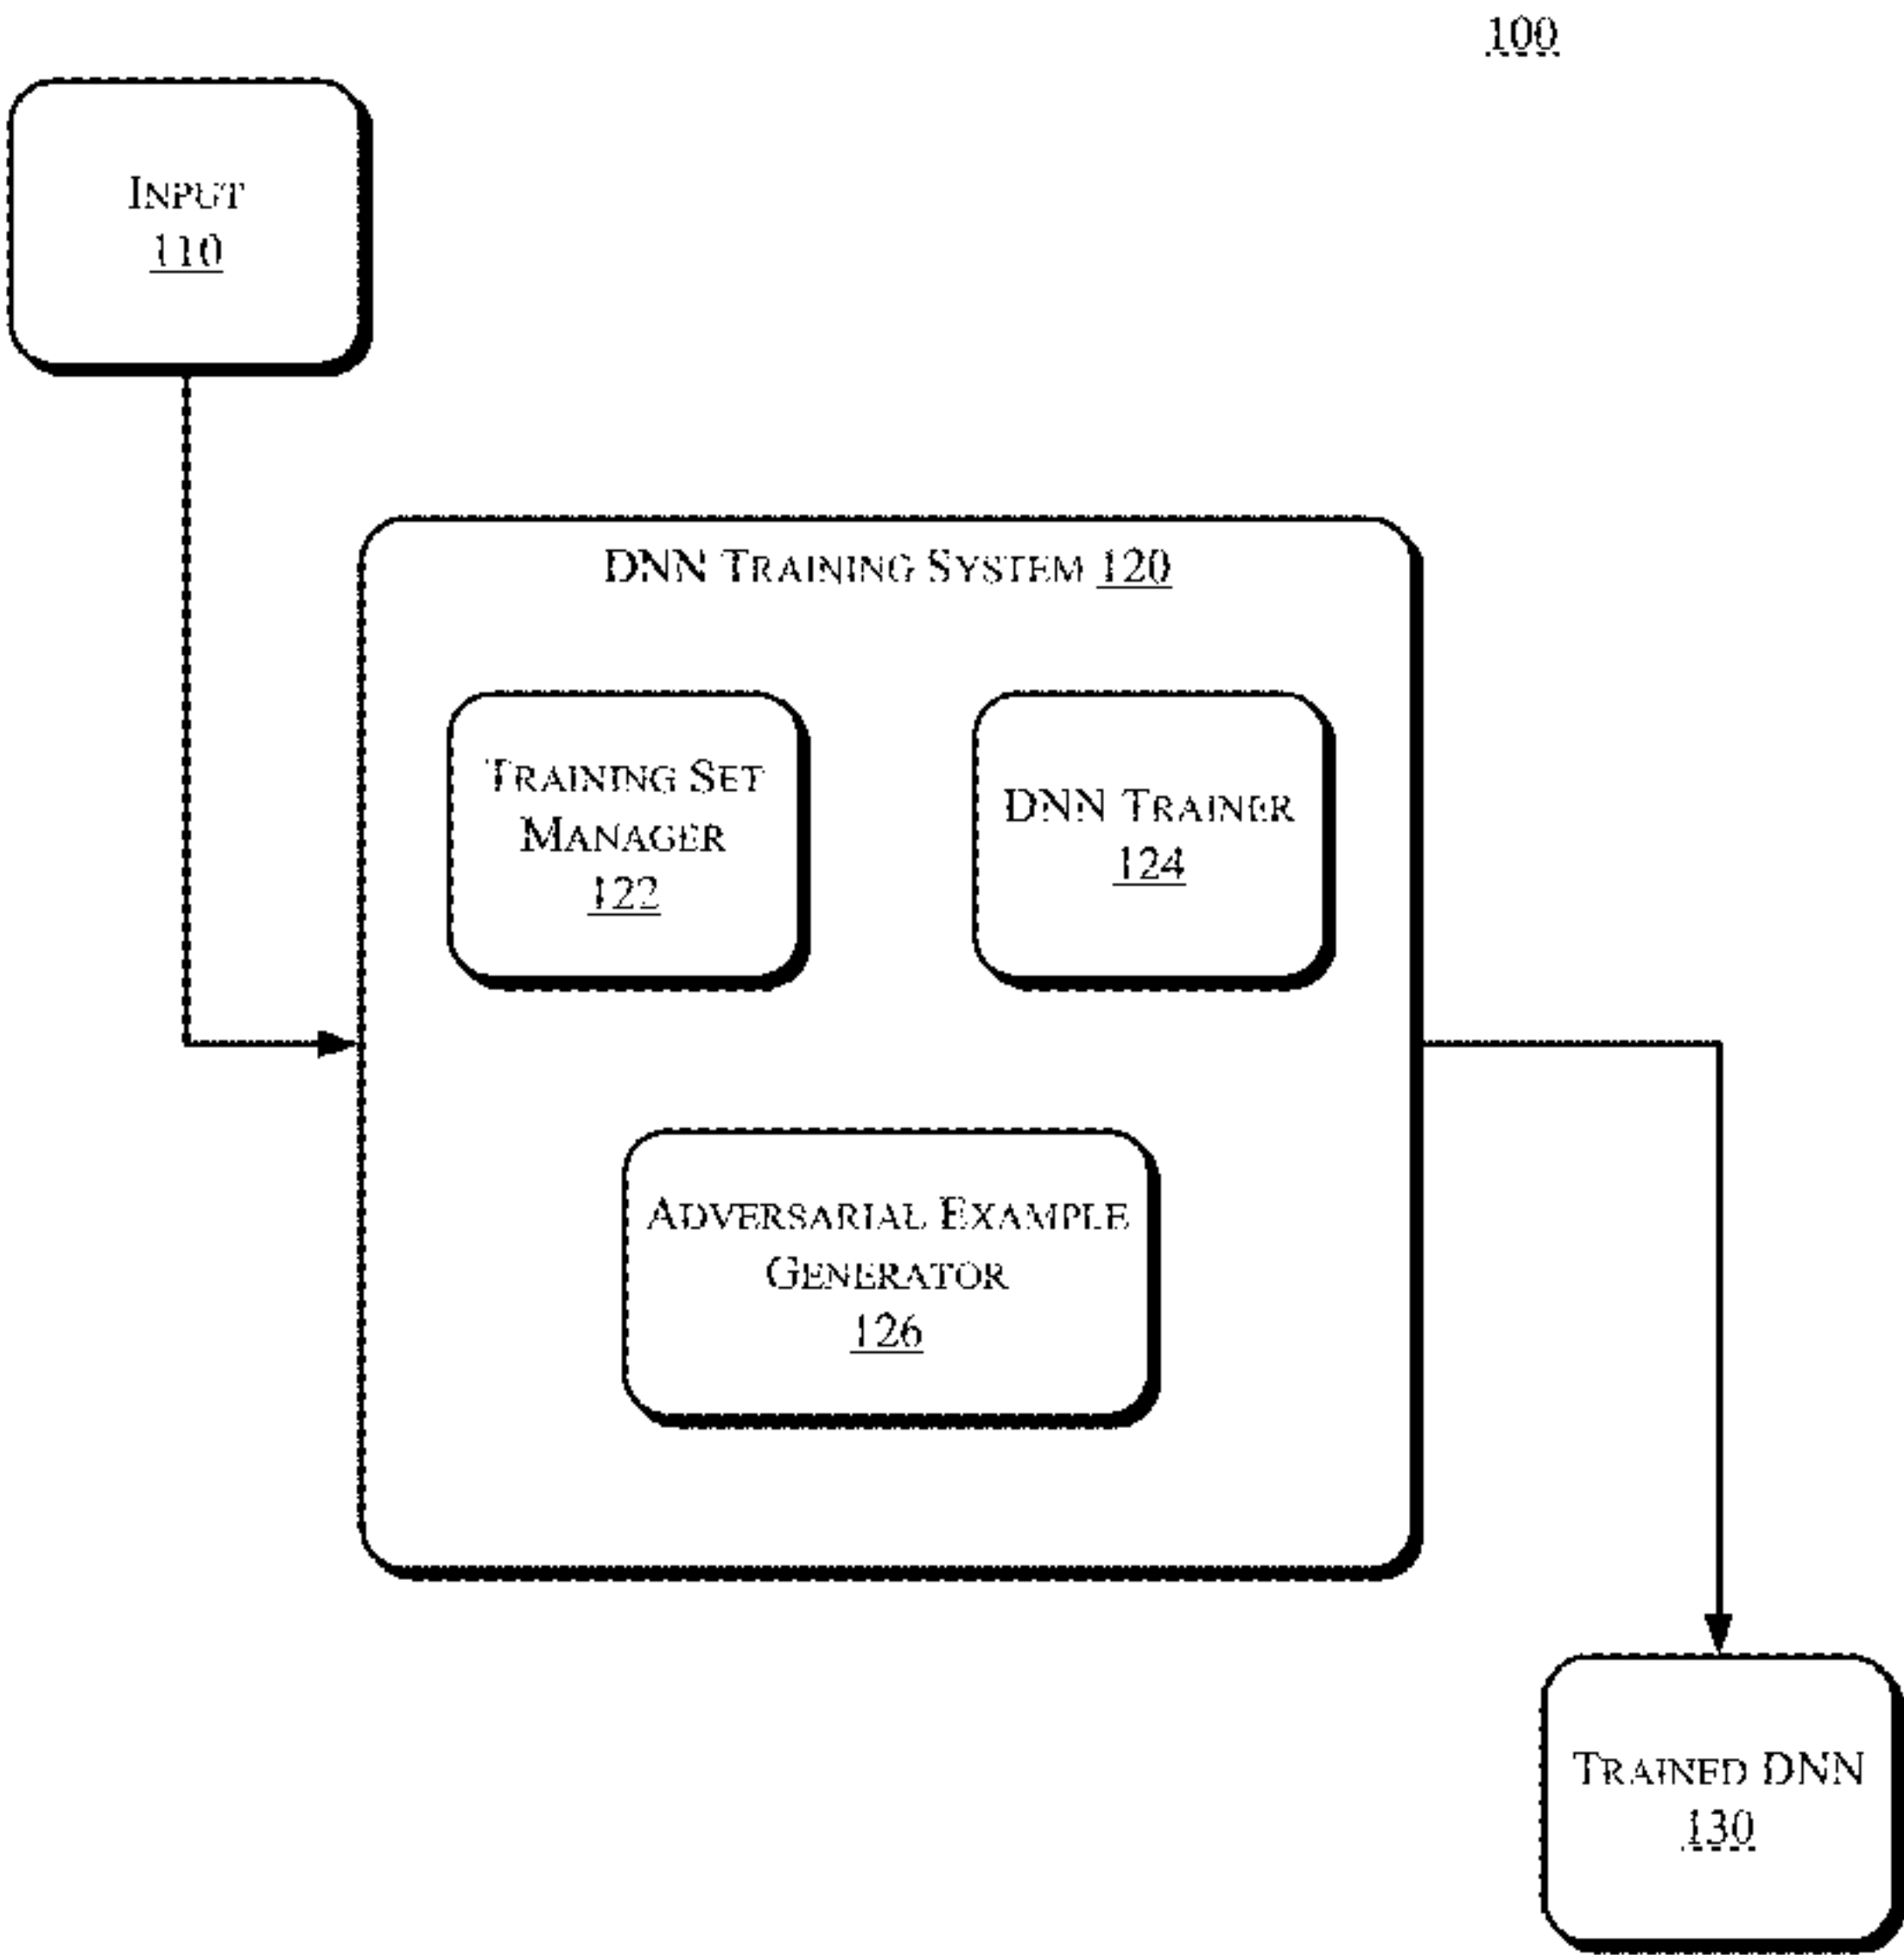 100
INPUT
110
DNN TRAINING SYSTEM 120
TRAINING SET
MANAGER
122
DNN TRAINER
124
ADVERSARIAL EXAMPLE
GENERATOR
126
TRAINED DNN
130